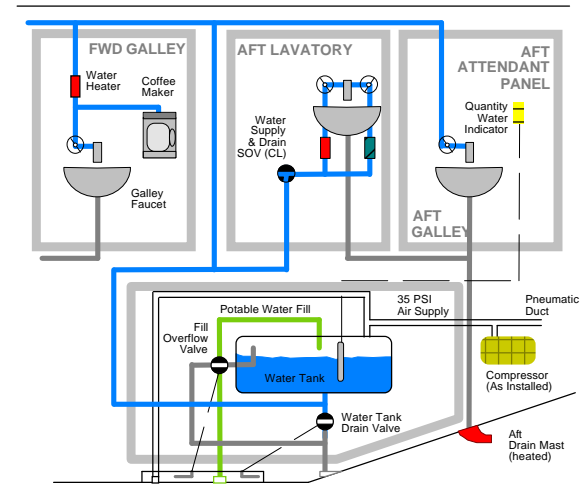 FWD GALLEY
Water
Heater
Coffee
Maker
Galley
Faucet
AFT LAVATORY
Water
Supply
& Drain
SOV (CL)
AFT
ATTENDANT
PANEL
Quantity
Water
Indicator
AFT
GALLEY
Potable Water Fill
Fill
Overflow
Valve
Water Tank
35 PSI
Air Supply
Pneumatic
Duct
Compressor
(As Installed)
Water Tank
Drain Valve
Aft
Drain Mast
(heated)